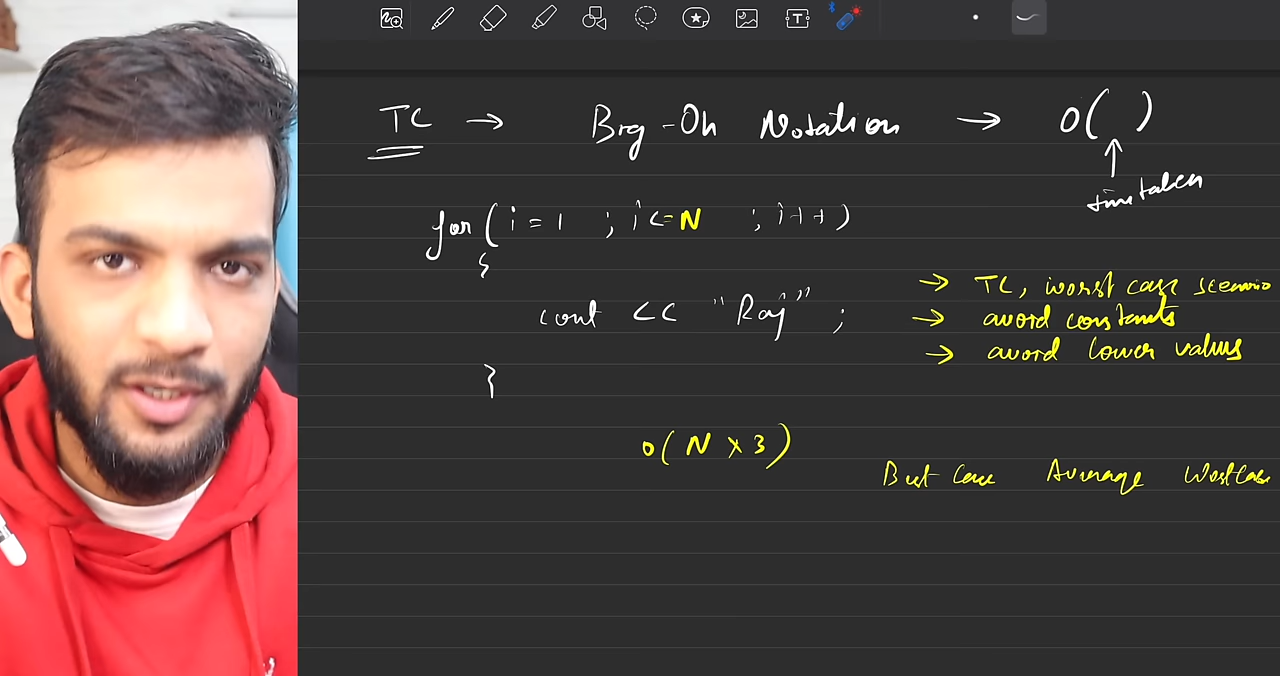 TC → Big-Oh Notation → O( )
↑
time taken
for( i = 1 ; i <= N ; i++ )
{
→ TC, worst case scenario
cout << "Raj" ;
→ avoid constants
→ avoid lower values
}
O( N x 3 )
Best Case Average Worst Case